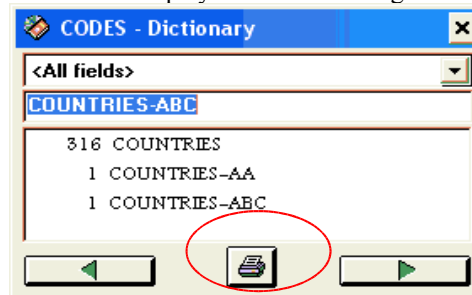 CODES - Dictionary
<All fields>
COUNTRIES-ABC
316 COUNTRIES
1 COUNTRIES-AA
1 COUNTRIES-ABC